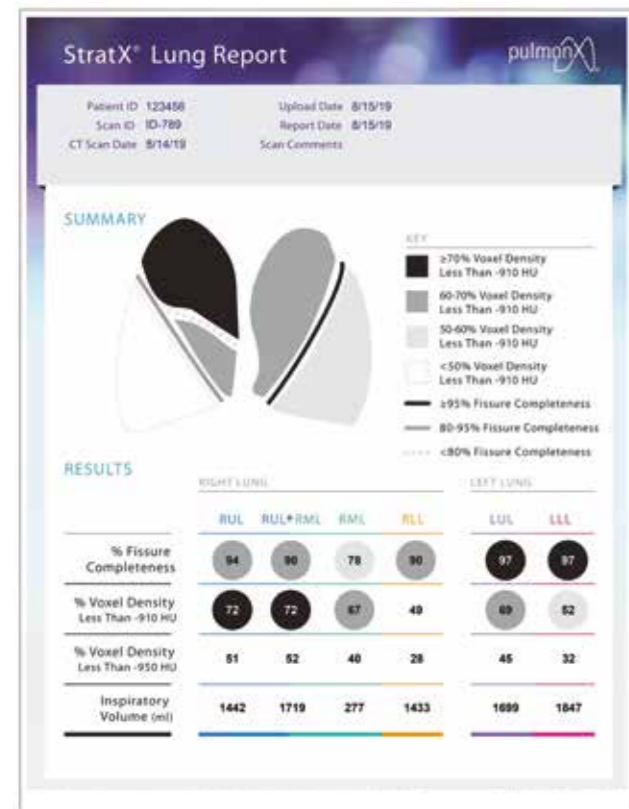 StratX® Lung Report
pulmonX
Patient ID 123456
Scan ID ID-789
CT Scan Date 8/14/19
Upload Date 8/15/19
Report Date 8/15/19
Scan Comments
SUMMARY
KEY
≥70% Voxel Density
Less Than -910 HU
60-70% Voxel Density
Less Than -910 HU
50-60% Voxel Density
Less Than -910 HU
<50% Voxel Density
Less Than -910 HU
≥95% Fissure Completeness
80-95% Fissure Completeness
<80% Fissure Completeness
RESULTS
RIGHT LUNG LEFT LUNG
RUL RUL+RML RML RLL LUL LLL
% Fissure
Completeness
94 90 78 90 97 97
% Voxel Density
Less Than -910 HU
72 72 67 49 69 52
% Voxel Density
Less Than -950 HU
51 52 40 28 45 32
Inspiratory
Volume (ml)
1442 1719 277 1433 1699 1847